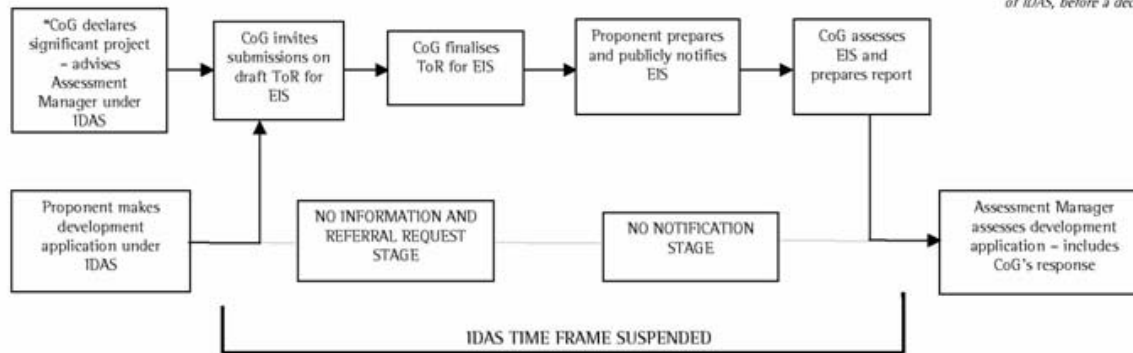 or IDAS, before a dec
*CoG declares
significant project
– advises
Assessment
Manager under
IDAS
CoG invites
submissions on
draft ToR for
EIS
CoG finalises
ToR for EIS
Proponent prepares
and publicly notifies
EIS
CoG assesses
EIS and
prepares report
Proponent makes
development
application under
IDAS
NO INFORMATION AND
REFERRAL REQUEST
STAGE
NO NOTIFICATION
STAGE
Assessment Manager
assesses development
application – includes
CoG's response
IDAS TIME FRAME SUSPENDED